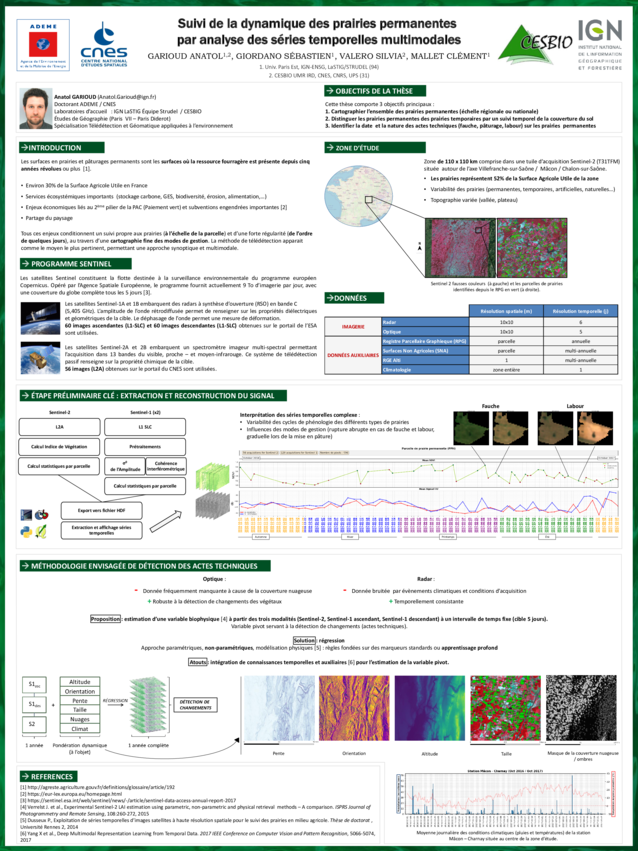 ADEME
Agence de l'Environnement
et de la Maîtrise de l'Energie
cnes
CENTRE NATIONAL
D'ÉTUDES SPATIALES
Suivi de la dynamique des prairies permanentes
par analyse des séries temporelles multimodales
GARIOUD ANATOL1,2, GIORDANO SÉBASTIEN1, VALERO SILVIA2, MALLET CLÉMENT1
1. Univ. Paris Est, IGN-ENSG, LaSTIG/STRUDEL (94)
2. CESBIO UMR IRD, CNES, CNRS, UPS (31)
CESBIO
IGN
INSTITUT NATIONAL
DE L'INFORMATION
GÉOGRAPHIQUE
ET FORESTIÈRE
Anatol GARIOUD (Anatol.Garioud@ign.fr)
Doctorant ADEME / CNES
Laboratoires d'accueil : IGN LaSTIG Equipe Strudel / CESBIO
Études de Géographie (Paris VII – Paris Diderot)
Spécialisation Télédétection et Géomatique appliquées à l'environnement
OBJECTIFS DE LA THÈSE
Cette thèse comporte 3 objectifs principaux :
1. Cartographier l'ensemble des prairies permanentes (échelle régionale ou nationale)
2. Distinguer les prairies permanentes des prairies temporaires par un suivi temporel de la couverture du sol
3. Identifier la date et la nature des actes techniques (fauche, pâturage, labour) sur les prairies permanentes
INTRODUCTION
Les surfaces en prairies et pâturages permanents sont les surfaces où la ressource fourragère est présente depuis cinq
années révolues ou plus [1].
• Environ 30% de la Surface Agricole Utile en France
• Services écosystémiques importants (stockage carbone, GES, biodiversité, érosion, alimentation,...)
• Enjeux économiques liés au 2ème pilier de la PAC (Paiement vert) et subventions engendrées importantes [2]
• Partage du paysage
Tous ces enjeux conditionnent un suivi propre aux prairies (à l'échelle de la parcelle) et d'une forte régularité (de l'ordre
de quelques jours), au travers d'une cartographie fine des modes de gestion. La méthode de télédétection apparait
comme le moyen le plus pertinent, permettant une approche synoptique et multimodale.
ZONE D'ÉTUDE
Zone de 110 x 110 km comprise dans une tuile d'acquisition Sentinel-2 (T31TFM)
située autour de l'axe Villefranche-sur-Saône / Mâcon / Chalon-sur-Saône.
• Les prairies représentent 52% de la Surface Agricole Utile de la zone
• Variabilité des prairies (permanentes, temporaires, artificielles, naturelles...)
• Topographie variée (vallée, plateau)
Sentinel 2 fausses couleurs (à gauche) et les parcelles de prairies
identifiées depuis le RPG en vert (à droite).
PROGRAMME SENTINEL
Les satellites Sentinel constituent la flotte destinée à la surveillance environnementale du programme européen
Copernicus. Opéré par l'Agence Spatiale Européenne, le programme fournit actuellement 9 To d'imagerie par jour, avec
une couverture du globe complète tous les 5 jours [3].
Les satellites Sentinel-1A et 1B embarquent des radars à synthèse d'ouverture (RSO) en bande C
(5,405 GHz). L'amplitude de l'onde rétrodiffusée permet de renseigner sur les propriétés diélectriques
et géométriques de la cible. Le déphasage de l'onde permet une mesure de déformation.
60 images ascendantes (L1-SLC) et 60 images descendantes (L1-SLC) obtenues sur le portail de l'ESA
sont utilisées.
Les satellites Sentinel-2A et 2B embarquent un spectromètre imageur multi-spectral permettant
l'acquisition dans 13 bandes du visible, proche – et moyen-infrarouge. Ce système de télédétection
passif renseigne sur la propriété chimique de la cible.
56 images (L2A) obtenues sur le portail du CNES sont utilisées.
DONNÉES
Résolution spatiale (m) Résolution temporelle (j)
IMAGERIE
Radar 10x10 6
Optique 10x10 5
DONNÉES AUXILIAIRES
Registre Parcellaire Graphique (RPG) parcelle annuelle
Surfaces Non Agricoles (SNA) parcelle multi-annuelle
RGE Alti 1 multi-annuelle
Climatologie zone entière 1
ÉTAPE PRÉLIMINAIRE CLÉ : EXTRACTION ET RECONSTRUCTION DU SIGNAL
Sentinel-2 Sentinel-1 (x2)
L2A L1 SLC
Calcul Indice de Végétation Prétraitements
Calcul statistiques par parcelle
σ0
de l'Amplitude
Cohérence
interférométrique
Calcul statistiques par parcelle
Export vers fichier HDF
Extraction et affichage séries
temporelles
Interprétation des séries temporelles complexe :
• Variabilité des cycles de phénologie des différents types de prairies
• Influences des modes de gestion (rupture abrupte en cas de fauche et labour,
graduelle lors de la mise en pâture)
Fauche Labour
MÉTHODOLOGIE ENVISAGÉE DE DÉTECTION DES ACTES TECHNIQUES
Optique : Radar :
- Donnée fréquemment manquante à cause de la couverture nuageuse
- Donnée bruitée par évènements climatiques et conditions d'acquisition
+ Robuste à la détection de changements des végétaux
+ Temporellement consistante
Proposition : estimation d'une variable biophysique [4] à partir des trois modalités (Sentinel-2, Sentinel-1 ascendant, Sentinel-1 descendant) à un intervalle de temps fixe (cible 5 jours).
Variable pivot servant à la détection de changements (actes techniques).
Solution : régression
Approche paramétriques, non-paramétriques, modélisation physiques [5] : règles fondées sur des marqueurs standards ou apprentissage profond
Atouts : intégration de connaissances temporelles et auxiliaires [6] pour l'estimation de la variable pivot.
S1asc
S1des
S2
+
Altitude
Orientation
Pente
Taille
Nuages
Climat
RÉGRESSION
DÉTECTION DE
CHANGEMENTS
1 année
Pondération dynamique
(à l'objet)
1 année complète
Pente
Orientation
Altitude
Taille
Masque de la couverture nuageuse
/ ombres
REFERENCES
[1] http://agreste.agriculture.gouv.fr/definitions/glossaire/article/192
[2] https://eur-lex.europa.eu/homepage.html
[3] https://sentinel.esa.int/web/sentinel/news/-/article/sentinel-data-access-annual-report-2017
[4] Verrelst J. et al., Experimental Sentinel-2 LAI estimation using parametric, non-parametric and physical retrieval methods – A comparison. ISPRS Journal of
Photogrammetry and Remote Sensing, 108:260-272, 2015
[5] Dusseux P., Exploitation de séries temporelles d'images satellites à haute résolution spatiale pour le suivi des prairies en milieu agricole. Thèse de doctorat,
Université Rennes 2, 2014
[6] Yang X et al., Deep Multimodal Representation Learning from Temporal Data. 2017 IEEE Conference on Computer Vision and Pattern Recognition, 5066-5074,
2017
Station Mâcon - Charnay (Oct 2016 / Oct 2017)
Moyenne journalière des conditions climatiques (pluies et températures) de la station
Mâcon – Charnay située au centre de la zone d'étude.